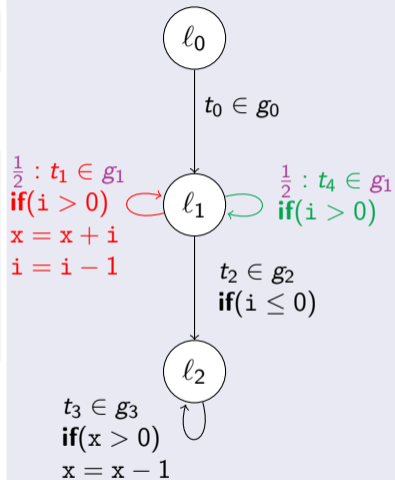 ℓ₀
t₀ ∈ g₀
½ : t₁ ∈ g₁
if(i > 0)
x = x + i
i = i − 1
ℓ₁
½ : t₄ ∈ g₁
if(i > 0)
t₂ ∈ g₂
if(i ≤ 0)
ℓ₂
t₃ ∈ g₃
if(x > 0)
x = x − 1